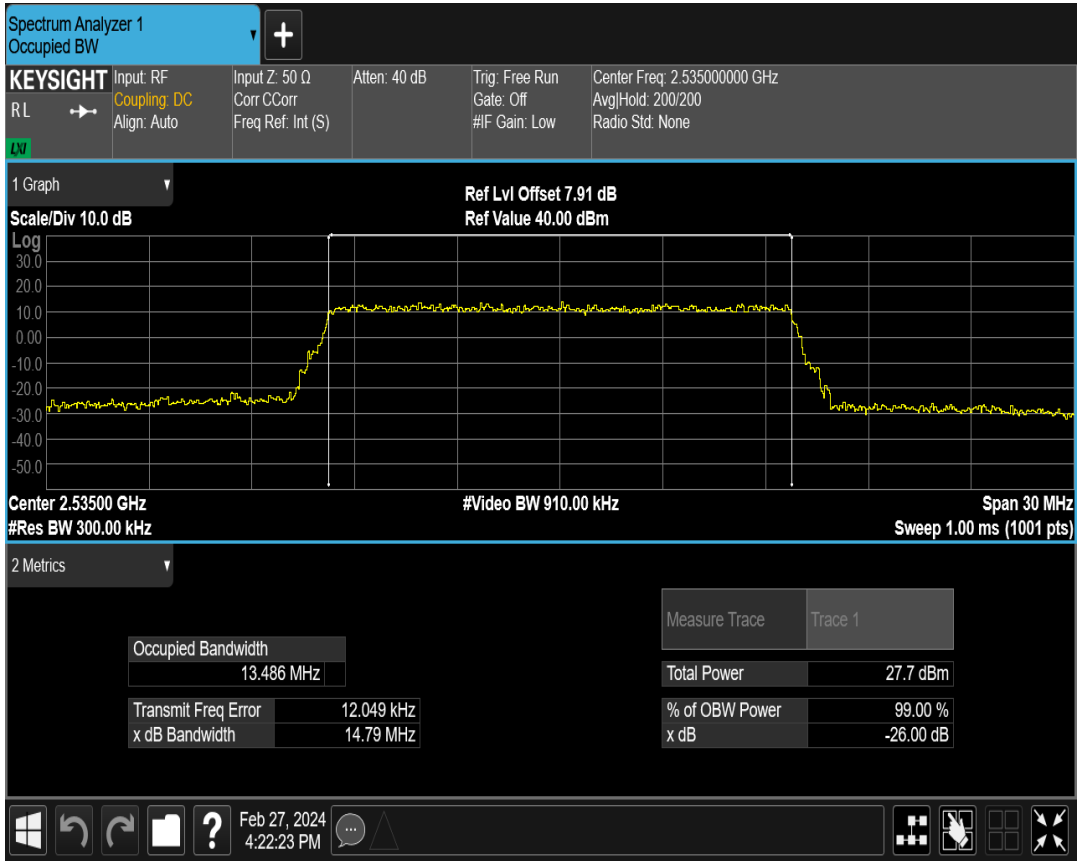 Spectrum Analyzer 1
Occupied BW
+
KEYSIGHT
RL
LXI
Input: RF
Coupling: DC
Align: Auto
Input Z: 50 Ω
Corr CCorr
Freq Ref: Int (S)
Atten: 40 dB
Trig: Free Run
Gate: Off
#IF Gain: Low
Center Freq: 2.535000000 GHz
Avg|Hold: 200/200
Radio Std: None
1 Graph
Scale/Div 10.0 dB
Ref Lvl Offset 7.91 dB
Ref Value 40.00 dBm
Log
30.0
20.0
10.0
0.00
-10.0
-20.0
-30.0
-40.0
-50.0
Center 2.53500 GHz
#Video BW 910.00 kHz
Span 30 MHz
#Res BW 300.00 kHz
Sweep 1.00 ms (1001 pts)
2 Metrics
Measure Trace Trace 1
Occupied Bandwidth
13.486 MHz
Total Power 27.7 dBm
Transmit Freq Error 12.049 kHz
% of OBW Power 99.00 %
x dB Bandwidth 14.79 MHz
x dB -26.00 dB
?
Feb 27, 2024
4:22:23 PM